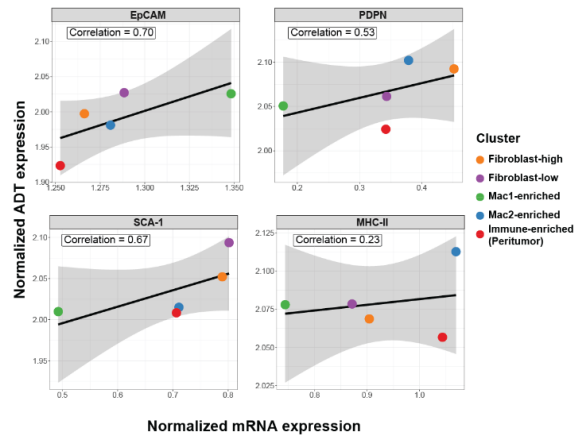 EpCAM
Correlation = 0.70
2.10
2.05
2.00
1.95
1.90
1.250
1.275
1.300
1.325
1.350
PDPN
Correlation = 0.53
2.10
2.05
2.00
0.2
0.3
0.4
SCA-1
Correlation = 0.67
2.10
2.05
2.00
1.95
0.5
0.6
0.7
0.8
MHC-II
Correlation = 0.23
2.125
2.100
2.075
2.050
2.025
0.8
0.9
1.0
Normalized ADT expression
Normalized mRNA expression
Cluster
Fibroblast-high
Fibroblast-low
Mac1-enriched
Mac2-enriched
Immune-enriched
(Peritumor)